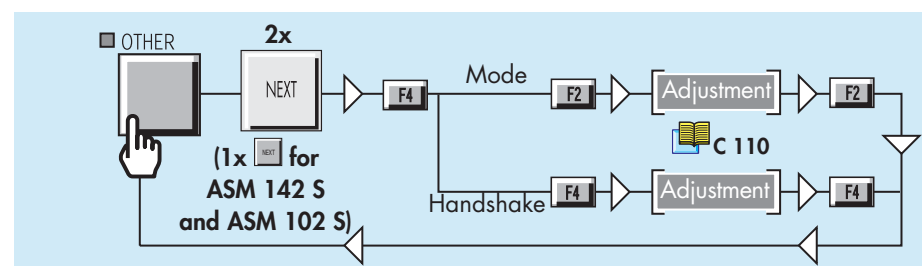 OTHER
2x
NEXT
F4
Mode
F2
Adjustment
F2
C 110
(1x NEXT for
ASM 142 S
and ASM 102 S)
Handshake
F4
Adjustment
F4